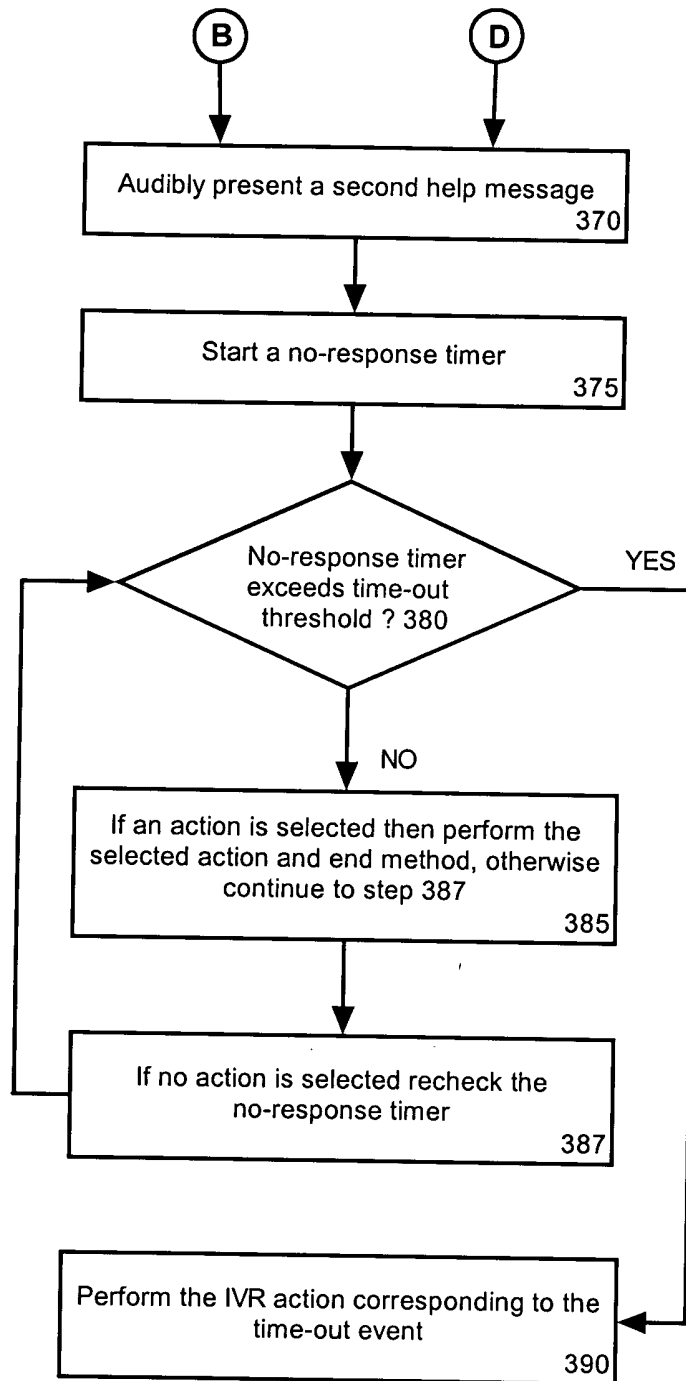 B
D
Audibly present a second help message
370
Start a no-response timer
375
No-response timer
exceeds time-out
threshold ? 380
YES
NO
If an action is selected then perform the
selected action and end method, otherwise
continue to step 387
385
If no action is selected recheck the
no-response timer
387
Perform the IVR action corresponding to the
time-out event
390